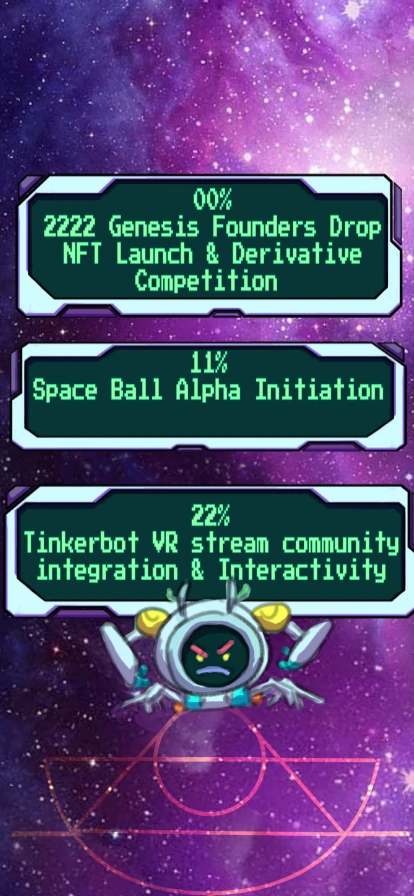 00%
2222 Genesis Founders Drop
NFT Launch & Derivative
Competition
11%
Space Ball Alpha Initiation
22%
Tinkerbot VR stream community
integration & Interactivity